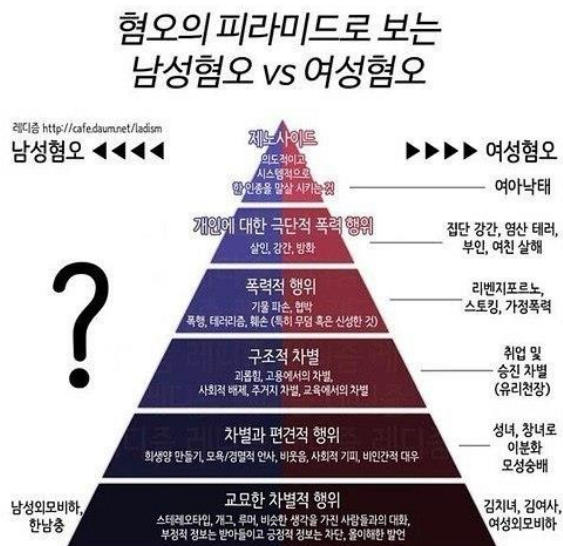 혐오의 피라미드로 보는
남성혐오 vs 여성혐오
레디즘 http://cafe.daum.net/ladism
남성혐오 ◀◀◀◀
▶▶▶▶ 여성혐오
제노사이드
의도적이고
시스템적으로
한 인종을 말살 시키는 것
여아낙태
개인에 대한 극단적 폭력 행위
살인, 강간, 방화
집단 강간, 염산 테러,
부인, 여친 살해
폭력적 행위
기물 파손, 협박
폭행, 테러리즘, 훼손 (특히 무덤 혹은 신성한 것)
리벤지포르노,
스토킹, 가정폭력
?
구조적 차별
괴롭힘, 고용에서의 차별,
사회적 배제, 주거지 차별, 교육에서의 차별
취업 및
승진 차별
(유리천장)
차별과 편견적 행위
희생양 만들기, 모욕/경멸적 언사, 비웃음, 사회적 기피, 비인간적 대우
성녀, 창녀로
이분화
모성숭배
교묘한 차별적 행위
스테레오타입, 개그, 루머, 비슷한 생각을 가진 사람들과의 대화,
부정적 정보는 받아들이고 긍정적 정보는 차단, 몰이해한 발언
남성외모비하,
한남충
김치녀, 김여사,
여성외모비하